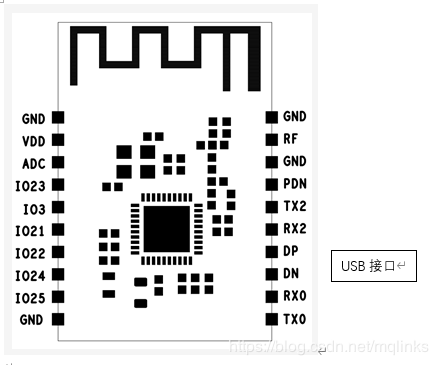 GND
VDD
ADC
IO23
IO3
IO21
IO22
IO24
IO25
GND
GND
RF
GND
PDN
TX2
RX2
DP
DN
RX0
TX0
USB 接口
https://blog.csdn.net/mqlinks